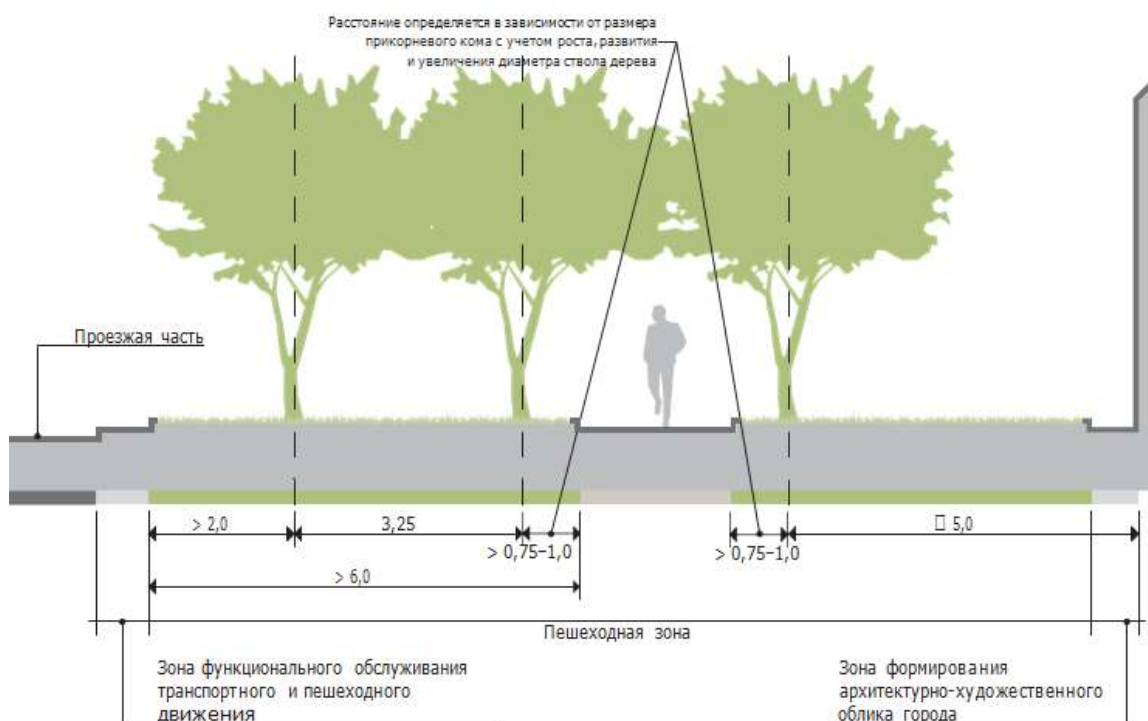 Расстояние определяется в зависимости от размера
прикорневого кома с учетом роста, развития
и увеличения диаметра ствола дерева
Проезжая часть
> 2,0
3,25
> 0,75–1,0
> 0,75–1,0
□ 5,0
> 6,0
Пешеходная зона
Зона функционального обслуживания
транспортного и пешеходного
движения
Зона формирования
архитектурно-художественного
облика города